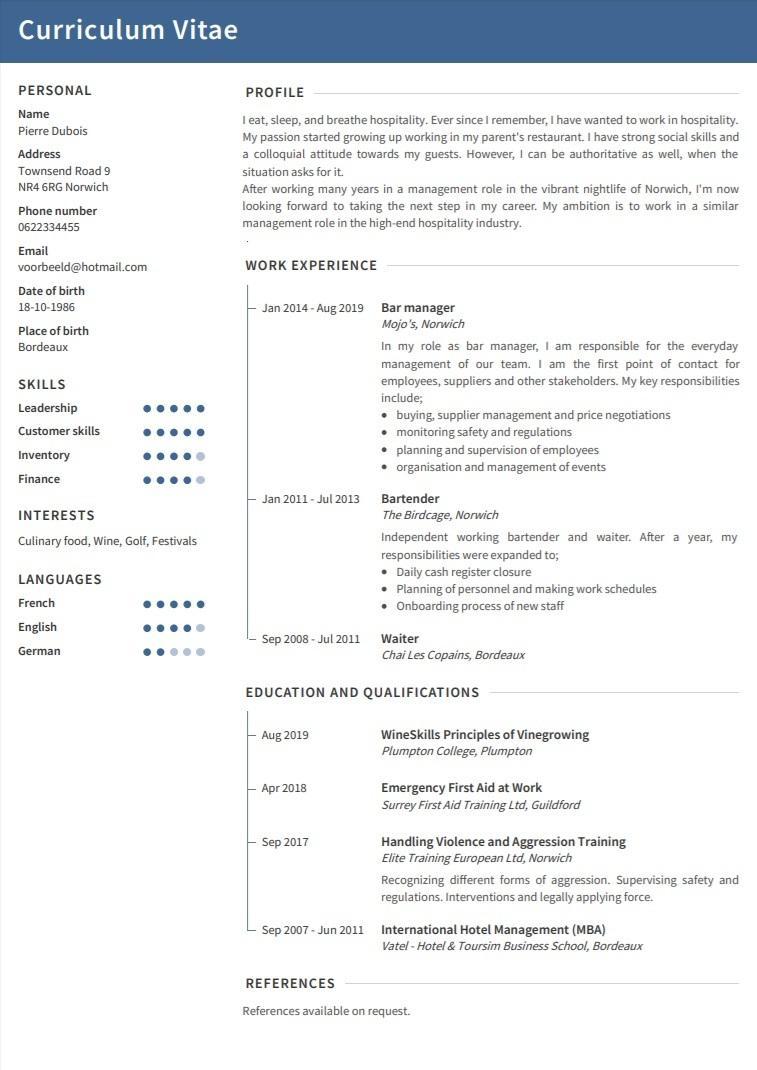 Curriculum Vitae
PERSONAL
Name
Pierre Dubois
Address
Townsend Road 9
NR4 6RG Norwich
Phone number
0622334455
Email
voorbeeld@hotmail.com
Date of birth
18-10-1986
Place of birth
Bordeaux
SKILLS
Leadership
Customer skills
Inventory
Finance
INTERESTS
Culinary food, Wine, Golf, Festivals
LANGUAGES
French
English
German
PROFILE
I eat, sleep, and breathe hospitality. Ever since I remember, I have wanted to work in hospitality.
My passion started growing up working in my parent's restaurant. I have strong social skills and
a colloquial attitude towards my guests. However, I can be authoritative as well, when the
situation asks for it.
After working many years in a management role in the vibrant nightlife of Norwich, I'm now
looking forward to taking the next step in my career. My ambition is to work in a similar
management role in the high-end hospitality industry.
.
WORK EXPERIENCE
Jan 2014 - Aug 2019 Bar manager
Mojo's, Norwich
In my role as bar manager, I am responsible for the everyday
management of our team. I am the first point of contact for
employees, suppliers and other stakeholders. My key responsibilities
include;
• buying, supplier management and price negotiations
• monitoring safety and regulations
• planning and supervision of employees
• organisation and management of events
Jan 2011 - Jul 2013 Bartender
The Birdcage, Norwich
Independent working bartender and waiter. After a year, my
responsibilities were expanded to;
• Daily cash register closure
• Planning of personnel and making work schedules
• Onboarding process of new staff
Sep 2008 - Jul 2011 Waiter
Chai Les Copains, Bordeaux
EDUCATION AND QUALIFICATIONS
Aug 2019 WineSkills Principles of Vinegrowing
Plumpton College, Plumpton
Apr 2018 Emergency First Aid at Work
Surrey First Aid Training Ltd, Guildford
Sep 2017 Handling Violence and Aggression Training
Elite Training European Ltd, Norwich
Recognizing different forms of aggression. Supervising safety and
regulations. Interventions and legally applying force.
Sep 2007 - Jun 2011 International Hotel Management (MBA)
Vatel - Hotel & Toursim Business School, Bordeaux
REFERENCES
References available on request.